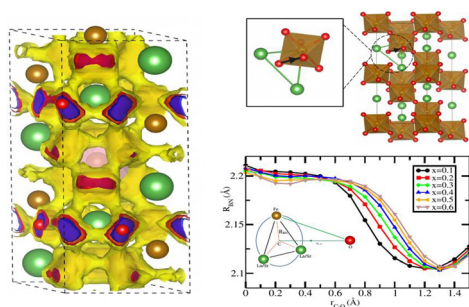 x=0.1
x=0.2
x=0.3
x=0.4
x=0.5
x=0.6
2.2
2.15
2.1
R_BN(Å)
Fe
O
La/Sr
La/Sr
0 0.2 0.4 0.6 0.8 1 1.2 1.4
r_C-O(Å)